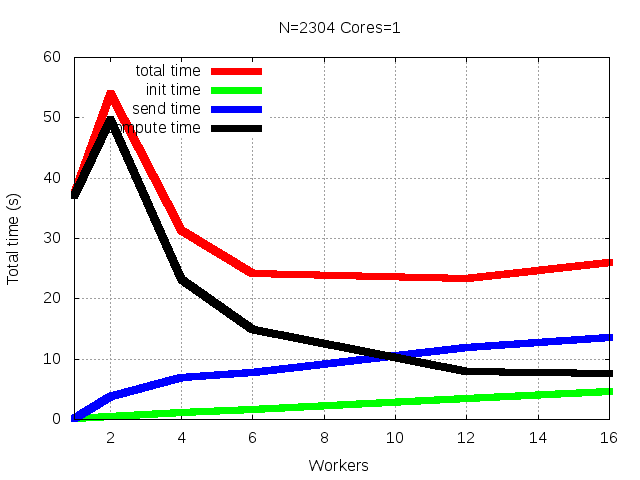 N=2304 Cores=1
Total time (s)
60
50
40
30
20
10
0
total time
init time
send time
compute time
2
4
6
8
10
12
14
16
Workers